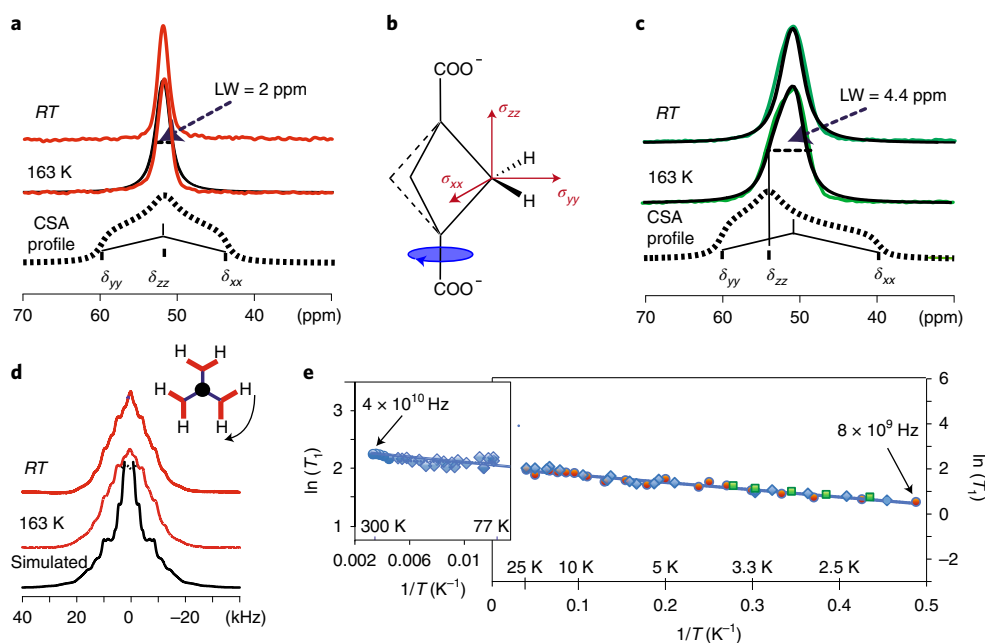 a
RT
LW = 2 ppm
163 K
CSA
profile
δyy
δzz
δxx
70
60
50
40
(ppm)
b
COO⁻
σzz
H
H
σxx
σyy
COO⁻
c
RT
LW = 4.4 ppm
163 K
CSA
profile
δyy
δzz
δxx
70
60
50
40
(ppm)
d
H
H
H
H
H
H
RT
163 K
Simulated
40
20
0
−20
(kHz)
e
3
2
1
ln (T1)
4 × 10¹⁰ Hz
300 K
77 K
0.002
0.006
0.01
1/T (K⁻¹)
8 × 10⁹ Hz
6
4
2
0
−2
ln (T1)
25 K
10 K
5 K
3.3 K
2.5 K
0
0.1
0.2
0.3
0.4
0.5
1/T (K⁻¹)